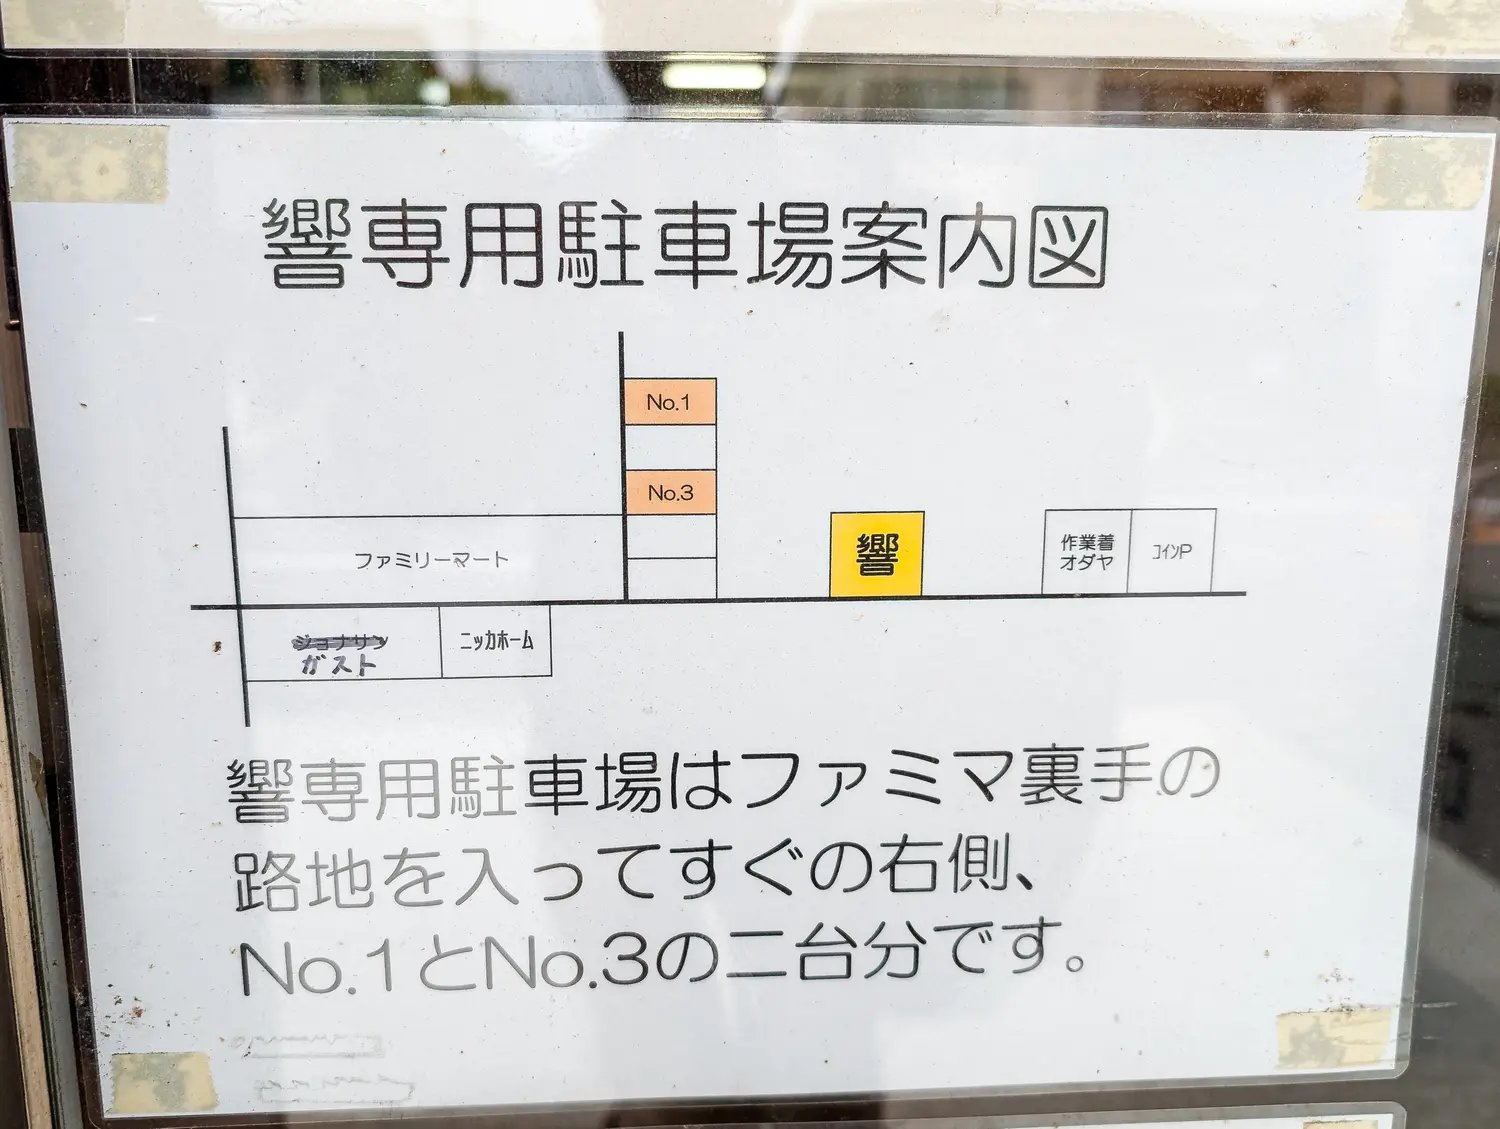 響専用駐車場案内図
No.1
No.3
ファミリーマート
響
作業着
オダヤ
ｺｲﾝP
ジョナサン
ガスト
ニッカホーム
響専用駐車場はファミマ裏手の
路地を入ってすぐの右側、
No.1とNo.3の二台分です。